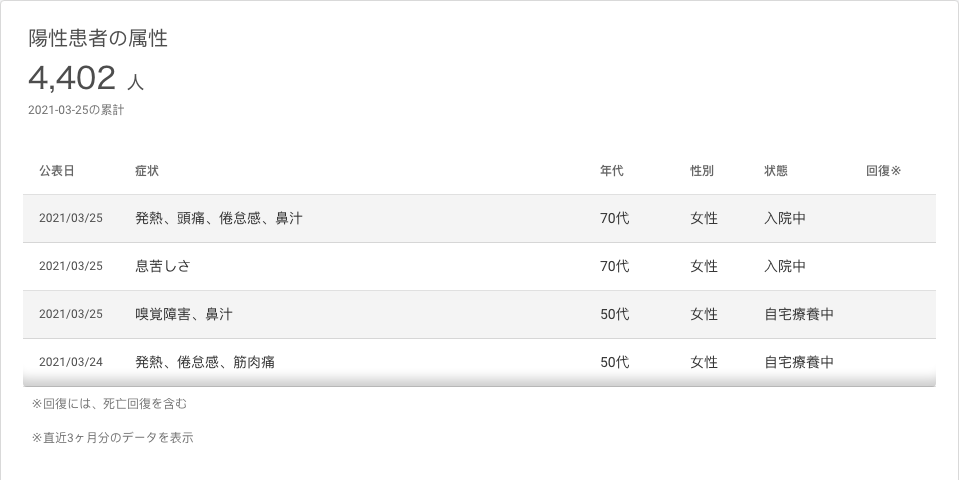 陽性患者の属性
4,402 人
2021-03-25の累計
公表日 症状 年代 性別 状態 回復※
2021/03/25 発熱、頭痛、倦怠感、鼻汁 70代 女性 入院中
2021/03/25 息苦しさ 70代 女性 入院中
2021/03/25 嗅覚障害、鼻汁 50代 女性 自宅療養中
2021/03/24 発熱、倦怠感、筋肉痛 50代 女性 自宅療養中
※回復には、死亡回復を含む
※直近3ヶ月分のデータを表示